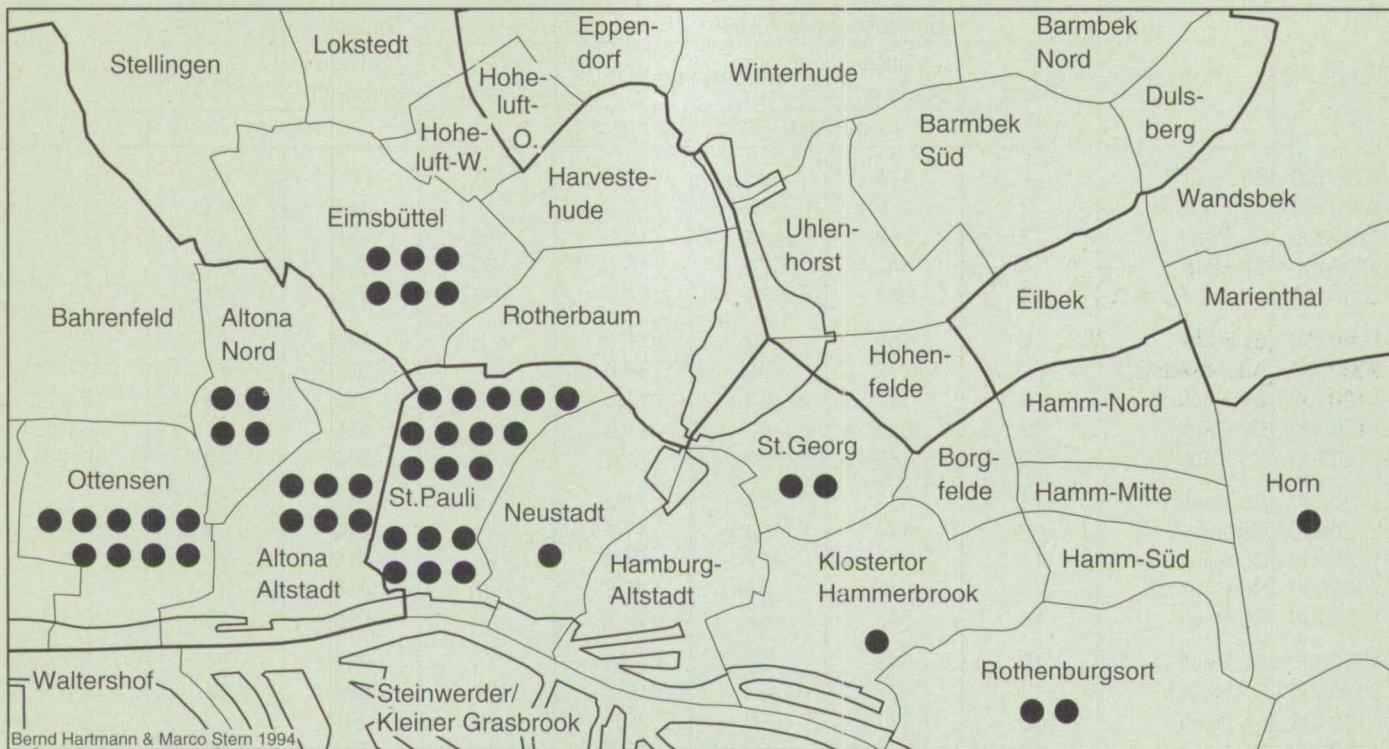 Stellingen
Lokstedt
Eppen-
dorf
Hohe-
luft-
O.
Hohe-
luft-W.
Winterhude
Barmbek
Nord
Duls-
berg
Barmbek
Süd
Harveste-
hude
Eimsbüttel
Uhlen-
horst
Wandsbek
Bahrenfeld
Altona
Nord
Rotherbaum
Eilbek
Marienthal
Hohen-
felde
Hamm-Nord
Ottensen
St.Pauli
Neustadt
St.Georg
Borg-
felde
Hamm-Mitte
Horn
Altona
Altstadt
Hamburg-
Altstadt
Klostertor
Hammerbrook
Hamm-Süd
Waltershof
Steinwerder/
Kleiner Grasbrook
Rothenburgsort
Bernd Hartmann & Marco Stern 1994